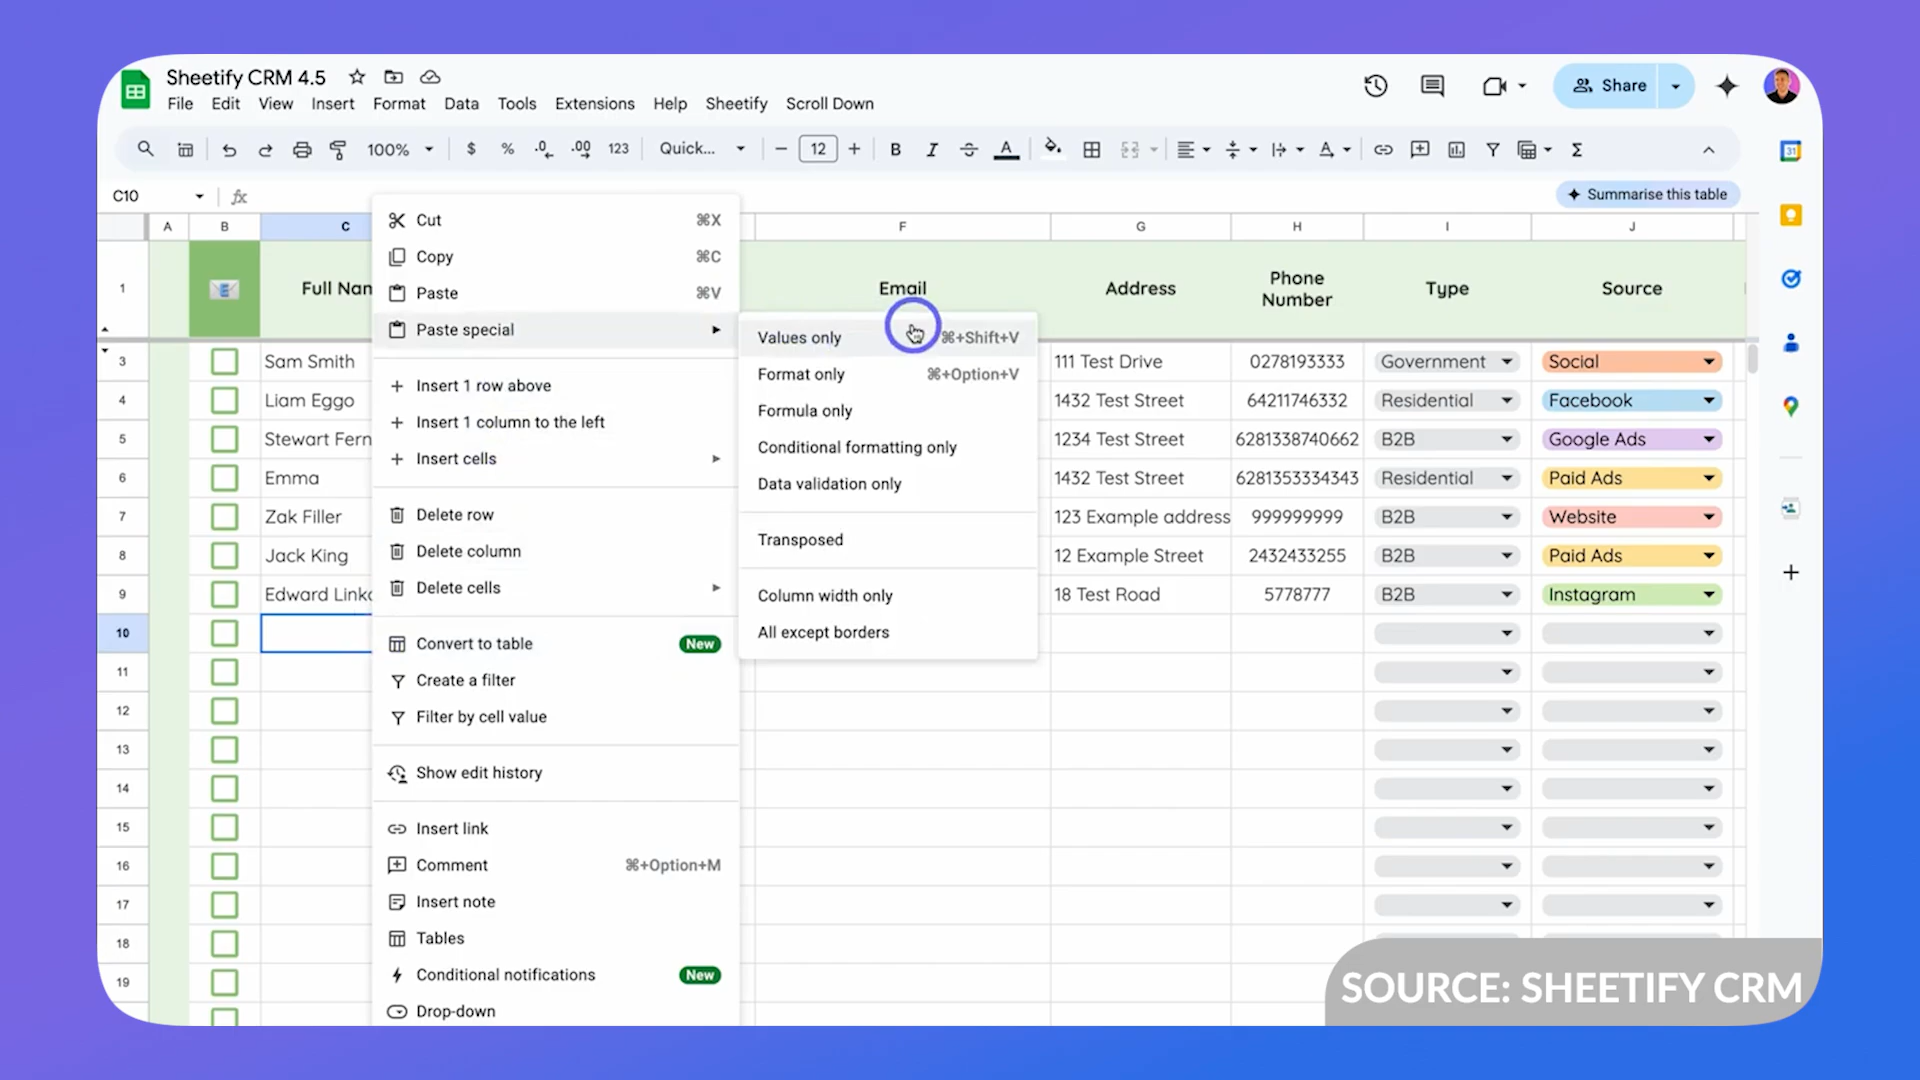 Sheetify CRM 4.5
File Edit View Insert Format Data Tools Extensions Help Sheetify Scroll Down
Share
100% $ % .0 .00 123 Quick... 12 B I A
31
C10 fx
Summarise this table
A B C F G H I J
1 Full Nan Email Address Phone Number Type Source
Cut ⌘X
Copy ⌘C
Paste ⌘V
Paste special
Insert 1 row above
Insert 1 column to the left
Insert cells
Delete row
Delete column
Delete cells
Convert to table New
Create a filter
Filter by cell value
Show edit history
Insert link
Comment ⌘+Option+M
Insert note
Tables
Conditional notifications New
Drop-down
Values only ⌘+Shift+V
Format only ⌘+Option+V
Formula only
Conditional formatting only
Data validation only
Transposed
Column width only
All except borders
3 Sam Smith 111 Test Drive 0278193333 Government Social
4 Liam Eggo 1432 Test Street 64211746332 Residential Facebook
5 Stewart Fern 1234 Test Street 6281338740662 B2B Google Ads
6 Emma 1432 Test Street 6281353334343 Residential Paid Ads
7 Zak Filler 123 Example address 999999999 B2B Website
8 Jack King 12 Example Street 2432433255 B2B Paid Ads
9 Edward Linko 18 Test Road 5778777 B2B Instagram
10
11
12
13
14
15
16
17
18
19
SOURCE: SHEETIFY CRM